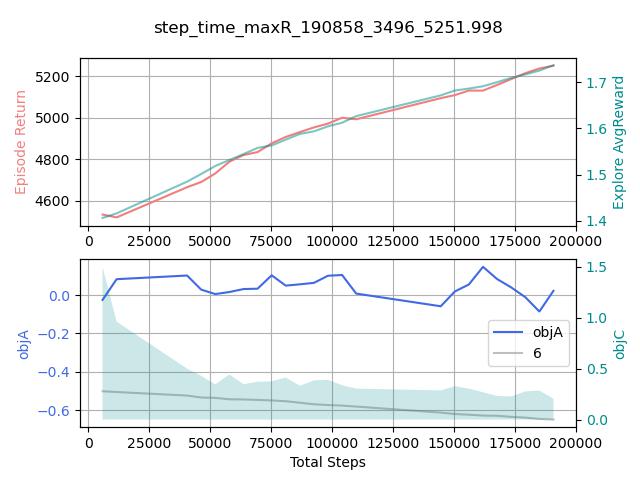 step_time_maxR_190858_3496_5251.998
5200
5000
4800
4600
Episode Return
1.7
1.6
1.5
1.4
Explore AvgReward
0 25000 50000 75000 100000 125000 150000 175000 200000
0.0
−0.2
−0.4
−0.6
objA
1.5
1.0
0.5
0.0
objC
objA
6
0 25000 50000 75000 100000 125000 150000 175000 200000
Total Steps